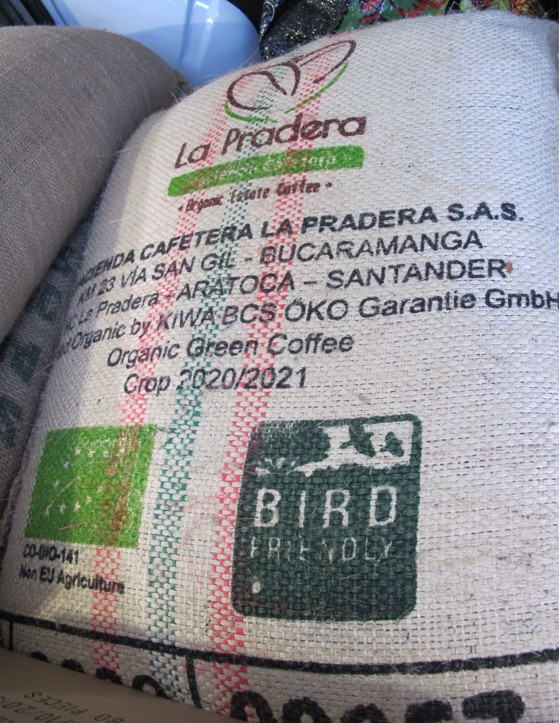 La Pradera
• Organic Estate Coffee •
CAFETERA LA PRADERA S.A.S.
KM 23 VÍA SAN GIL - BUCARAMANGA
La Pradera - ARATOCA – SANTANDER
Organic by KIWA BCS ÖKO Garantie GmbH
Organic Green Coffee
Crop 2020/2021
BIRD
FRIENDLY
CO-BIO-141
Non EU Agriculture